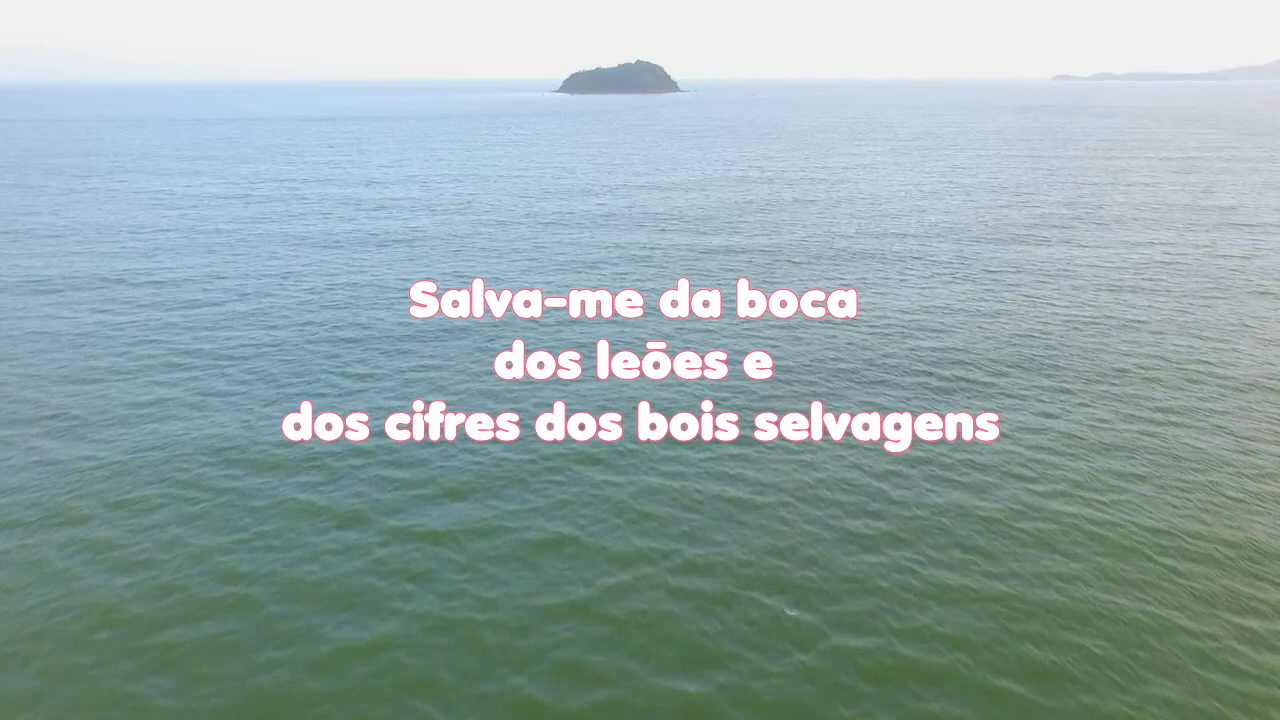 Salva-me da boca
dos leões e
dos cifres dos bois selvagens